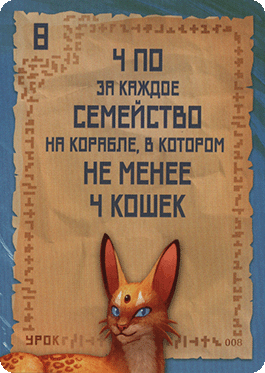 8
4 ПО
ЗА КАЖДОЕ
СЕМЕЙСТВО
НА КОРАБЛЕ, В КОТОРОМ
НЕ МЕНЕЕ
4 КОШЕК
УРОК
008